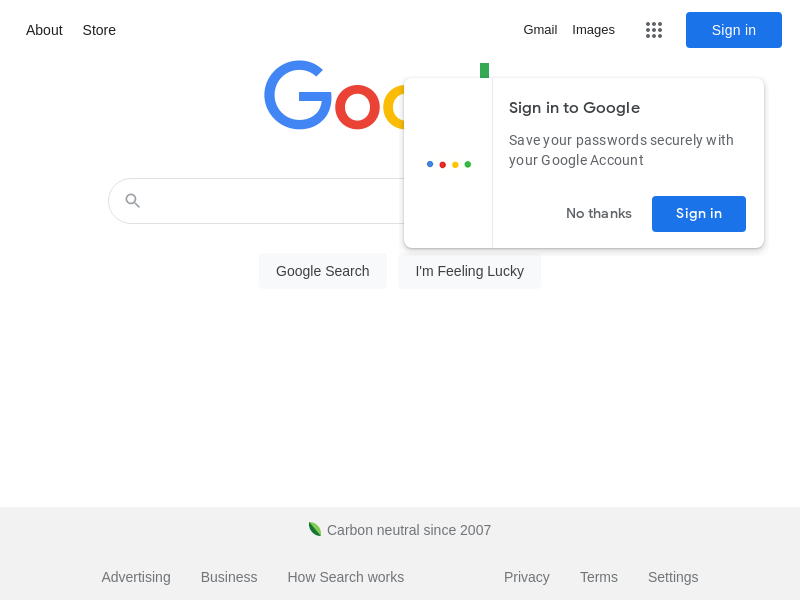 About Store Gmail Images Sign in
Sign in to Google
Save your passwords securely with
your Google Account
No thanks Sign in
Google Search I'm Feeling Lucky
Carbon neutral since 2007
Advertising Business How Search works Privacy Terms Settings